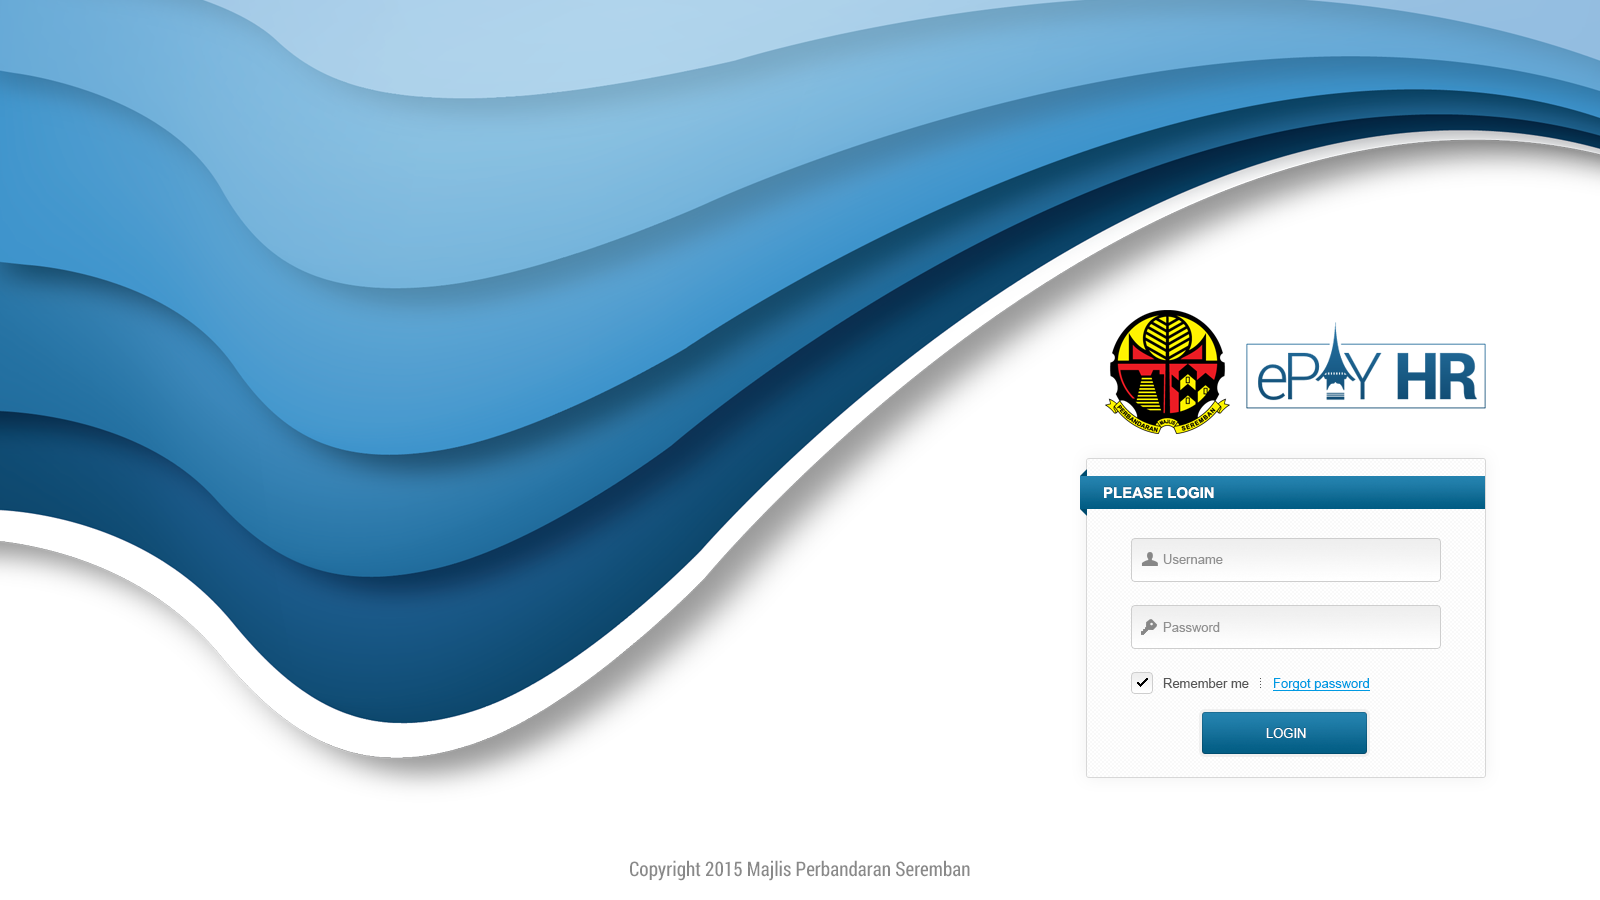 PERBANDARAN MAJLIS SEREMBAN
ePAY HR
PLEASE LOGIN
Username
Password
Remember me
Forgot password
LOGIN
Copyright 2015 Majlis Perbandaran Seremban